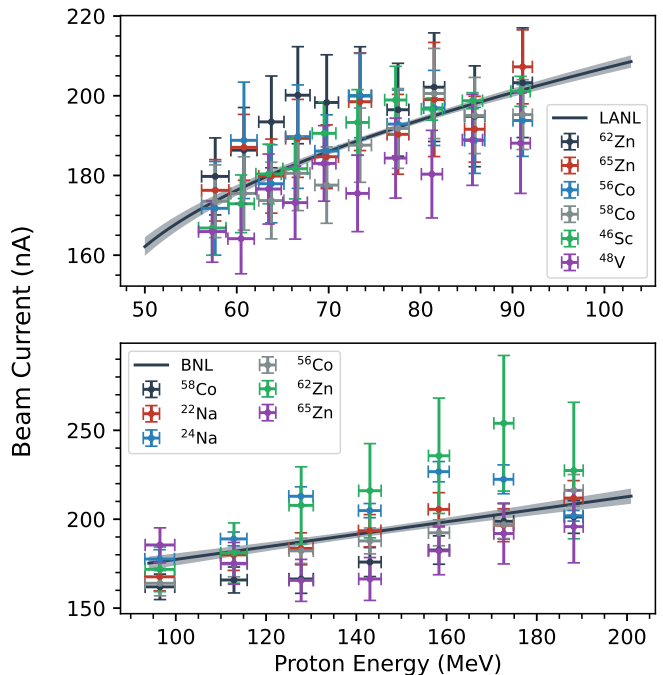 220
200
180
160
50
60
70
80
90
100
LANL
⁶²Zn
⁶⁵Zn
⁵⁶Co
⁵⁸Co
⁴⁶Sc
⁴⁸V
Beam Current (nA)
250
200
150
100
120
140
160
180
200
BNL
⁵⁸Co
²²Na
²⁴Na
⁵⁶Co
⁶²Zn
⁶⁵Zn
Proton Energy (MeV)